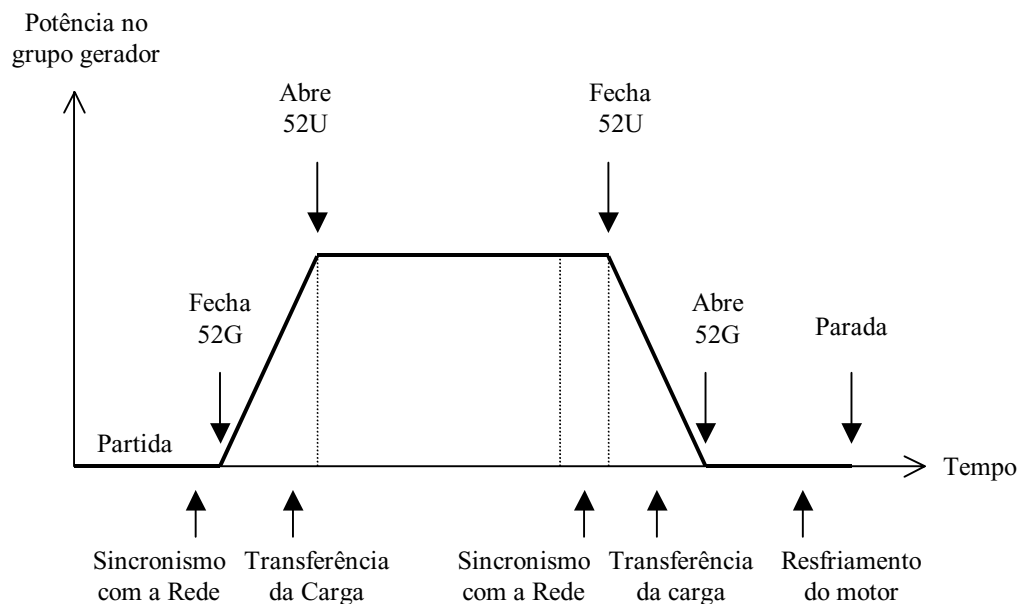 Potência no
grupo gerador
Abre
52U
Fecha
52U
Fecha
52G
Abre
52G
Parada
Partida
Tempo
Sincronismo
com a Rede
Transferência
da Carga
Sincronismo
com a Rede
Transferência
da carga
Resfriamento
do motor